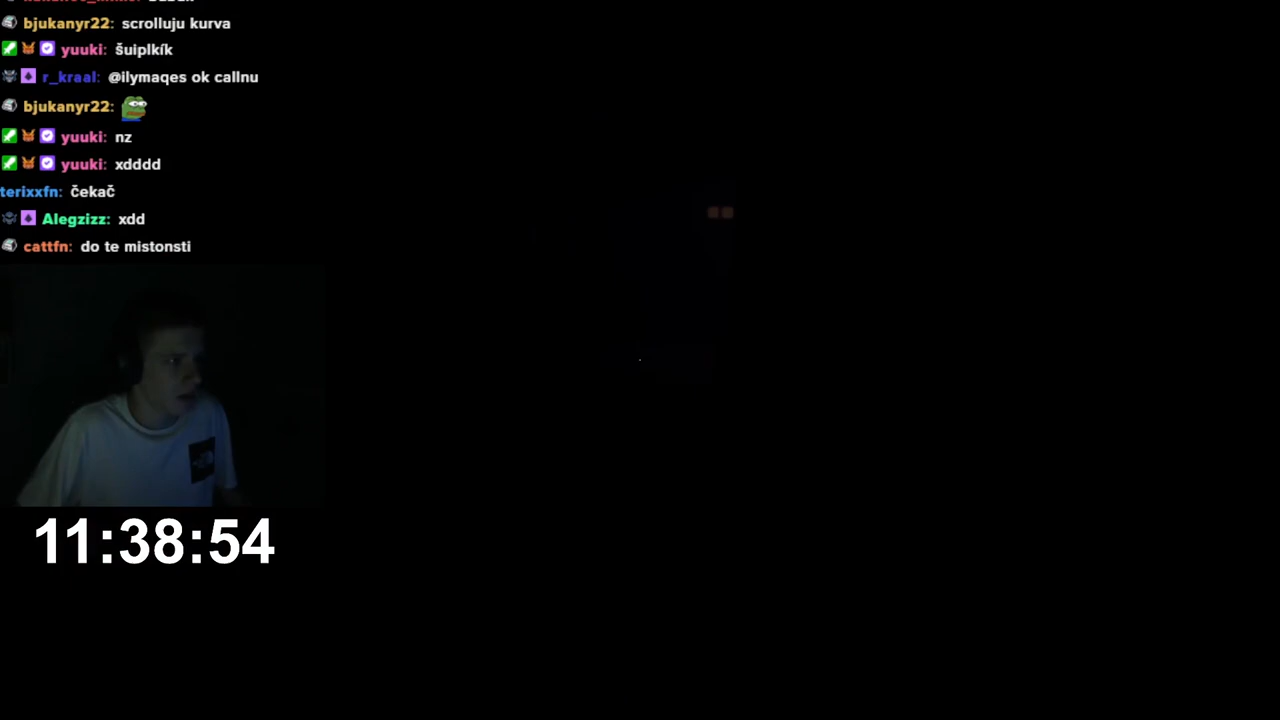 bjukanyr22: scrolluju kurva
yuuki: šuiplkík
r_kraal: @ilymaqes ok callnu
bjukanyr22:
yuuki: nz
yuuki: xdddd
terixxfn: čekač
Alegzizz: xdd
cattfn: do te mistonsti
11:38:54